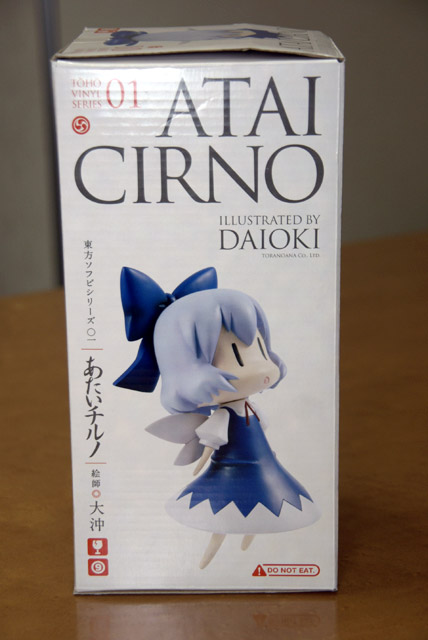 TOHO
VINYL
SERIES 01
ATAI
CIRNO
ILLUSTRATED BY
DAIOKI
TORANOANA CO., LTD.
東方ソフビシリーズ〇一
あたいチルノ
絵師 大沖
⑨
DO NOT EAT.